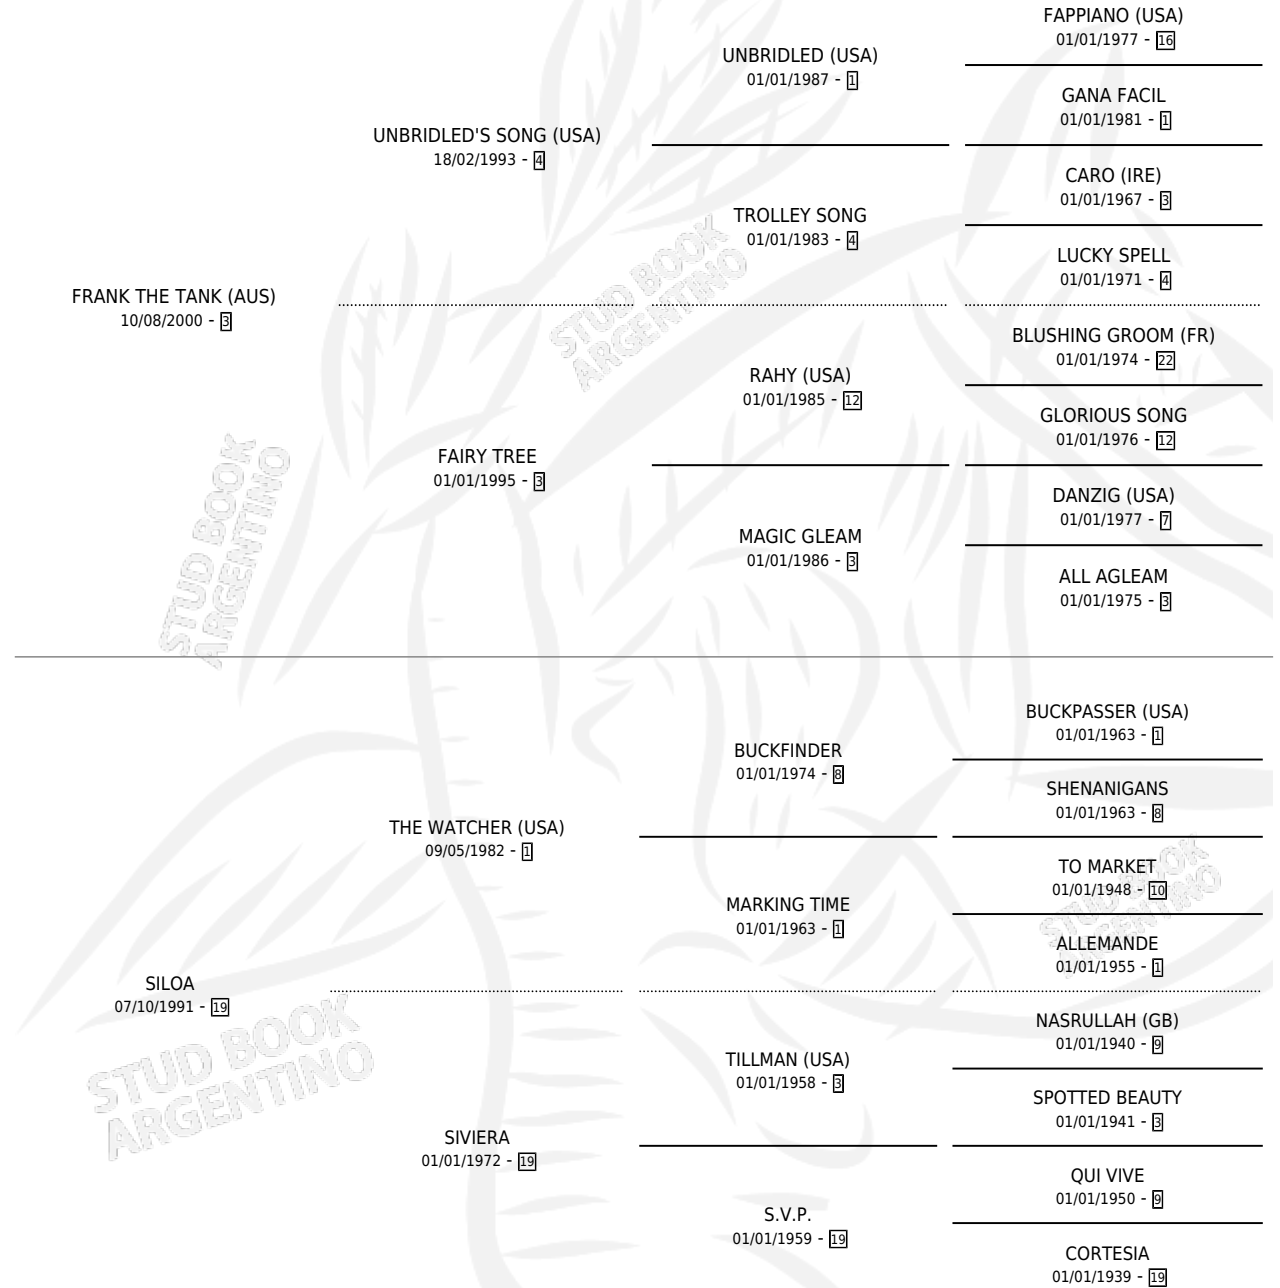 FAPPIANO (USA)
01/01/1977 - 16
UNBRIDLED (USA)
01/01/1987 - 1
GANA FACIL
01/01/1981 - 1
UNBRIDLED'S SONG (USA)
18/02/1993 - 4
CARO (IRE)
01/01/1967 - 3
TROLLEY SONG
01/01/1983 - 4
LUCKY SPELL
01/01/1971 - 4
FRANK THE TANK (AUS)
10/08/2000 - 3
BLUSHING GROOM (FR)
01/01/1974 - 22
RAHY (USA)
01/01/1985 - 12
GLORIOUS SONG
01/01/1976 - 12
FAIRY TREE
01/01/1995 - 3
DANZIG (USA)
01/01/1977 - 7
MAGIC GLEAM
01/01/1986 - 3
ALL AGLEAM
01/01/1975 - 3
BUCKPASSER (USA)
01/01/1963 - 1
BUCKFINDER
01/01/1974 - 8
SHENANIGANS
01/01/1963 - 8
THE WATCHER (USA)
09/05/1982 - 1
TO MARKET
01/01/1948 - 10
MARKING TIME
01/01/1963 - 1
ALLEMANDE
01/01/1955 - 1
SILOA
07/10/1991 - 19
NASRULLAH (GB)
01/01/1940 - 9
TILLMAN (USA)
01/01/1958 - 3
SPOTTED BEAUTY
01/01/1941 - 3
SIVIERA
01/01/1972 - 19
QUI VIVE
01/01/1950 - 9
S.V.P.
01/01/1959 - 19
CORTESIA
01/01/1939 - 19
STUD BOOK
ARGENTINO
STUD BOOK
ARGENTINO
STUD BOOK
ARGENTINO
STUD BOOK
ARGENTINO